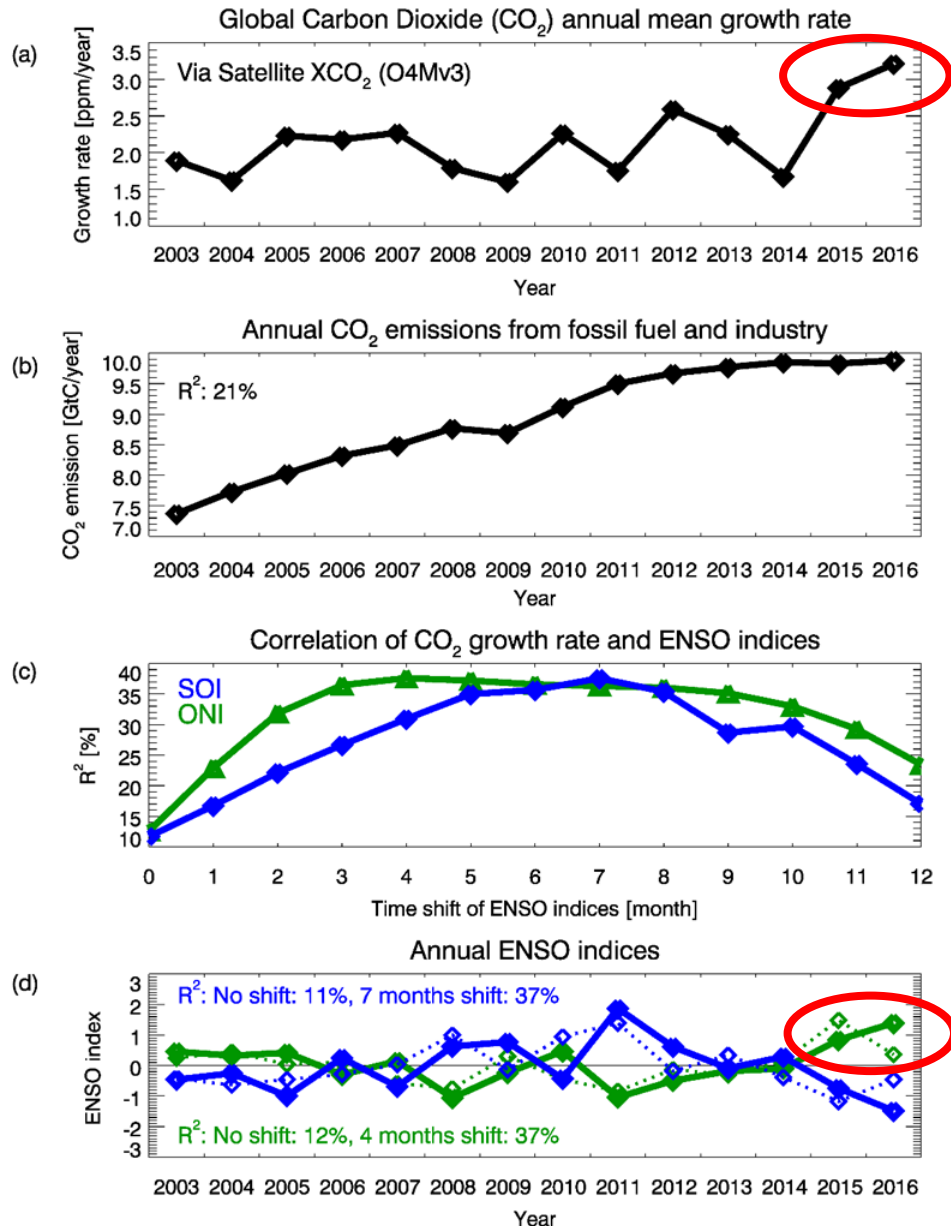 Global Carbon Dioxide (CO₂) annual mean growth rate
(a)
Via Satellite XCO₂ (O4Mv3)
Growth rate [ppm/year]
3.5
3.0
2.5
2.0
1.5
1.0
2003 2004 2005 2006 2007 2008 2009 2010 2011 2012 2013 2014 2015 2016
Year
Annual CO₂ emissions from fossil fuel and industry
(b)
R²: 21%
CO₂ emission [GtC/year]
10.0
9.5
9.0
8.5
8.0
7.5
7.0
2003 2004 2005 2006 2007 2008 2009 2010 2011 2012 2013 2014 2015 2016
Year
Correlation of CO₂ growth rate and ENSO indices
(c)
SOI
ONI
R² [%]
40
35
30
25
20
15
10
0 1 2 3 4 5 6 7 8 9 10 11 12
Time shift of ENSO indices [month]
Annual ENSO indices
(d)
R²: No shift: 11%, 7 months shift: 37%
R²: No shift: 12%, 4 months shift: 37%
ENSO index
3
2
1
0
-1
-2
-3
2003 2004 2005 2006 2007 2008 2009 2010 2011 2012 2013 2014 2015 2016
Year